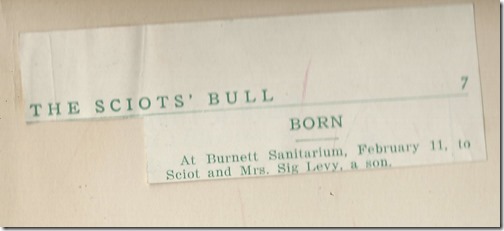 THE SCIOTS' BULL 7
BORN
At Burnett Sanitarium, February 11, to
Sciot and Mrs. Sig Levy, a son.